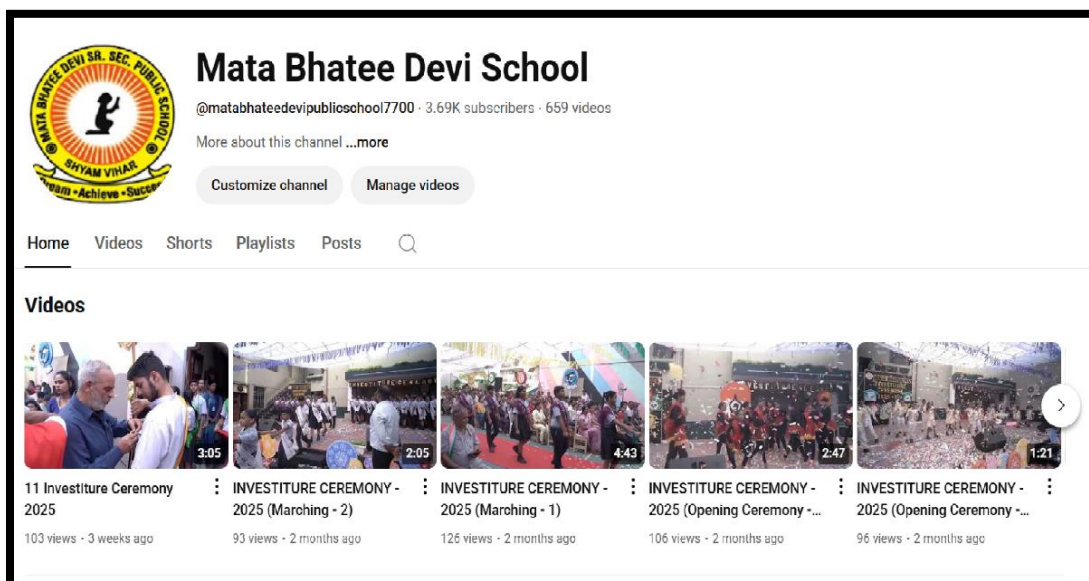 MATA BHATEE DEVI SR. SEC. PUBLIC SCHOOL
SHYAM VIHAR
Achieve
Mata Bhatee Devi School
@matabhateedevipublicschool7700 · 3.69K subscribers · 659 videos
More about this channel ...more
Customize channel
Manage videos
Home Videos Shorts Playlists Posts
Videos
3:05
2:05
4:43
2:47
1:21
11 Investiture Ceremony
2025
103 views · 3 weeks ago
INVESTITURE CEREMONY -
2025 (Marching - 2)
93 views · 2 months ago
INVESTITURE CEREMONY -
2025 (Marching - 1)
126 views · 2 months ago
INVESTITURE CEREMONY -
2025 (Opening Ceremony -...
106 views · 2 months ago
INVESTITURE CEREMONY -
2025 (Opening Ceremony -...
96 views · 2 months ago